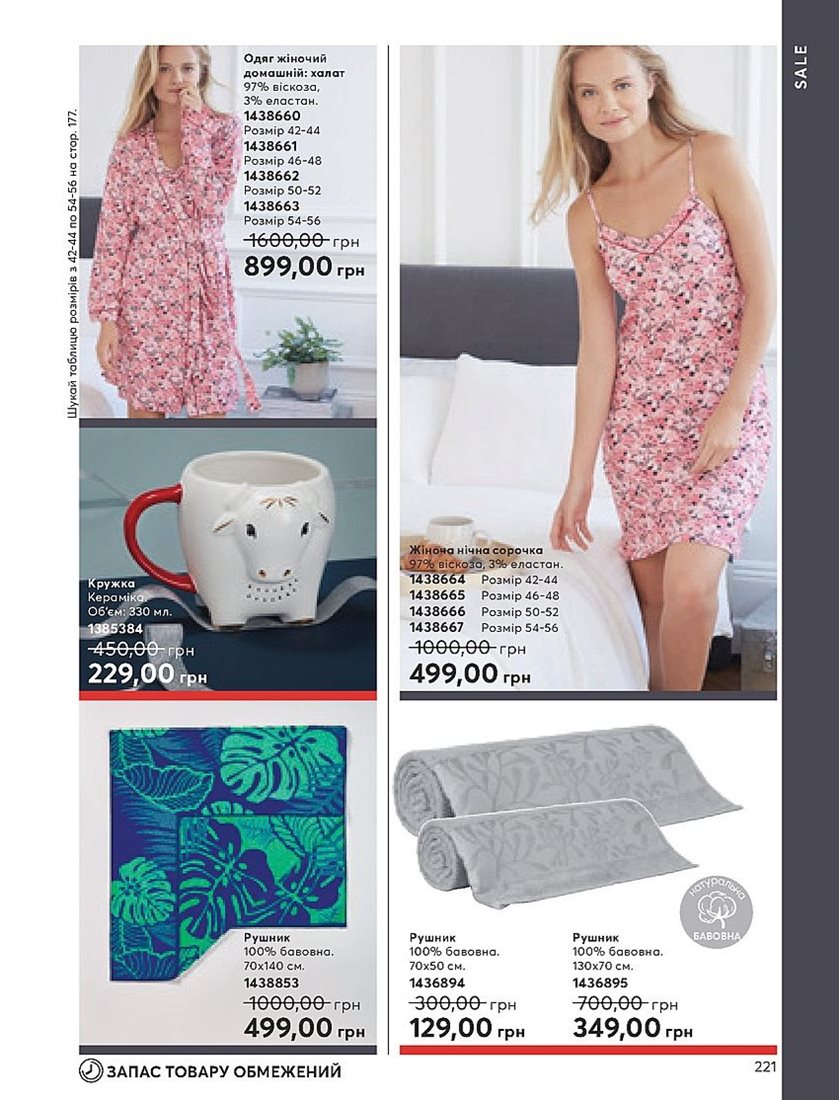 SALE
Шукай таблицю розмірів з 42-44 по 54-56 на стор. 177.
Одяг жіночий
домашній: халат
97% віскоза,
3% еластан.
1438660
Розмір 42-44
1438661
Розмір 46-48
1438662
Розмір 50-52
1438663
Розмір 54-56
1600,00 грн
899,00 грн
Жіноча нічна сорочка
97% віскоза, 3% еластан.
1438664 Розмір 42-44
1438665 Розмір 46-48
1438666 Розмір 50-52
1438667 Розмір 54-56
1000,00 грн
499,00 грн
Кружка
Кераміка.
Об'єм: 330 мл.
1385384
450,00 грн
229,00 грн
Рушник
100% бавовна.
70х140 см.
1438853
1000,00 грн
499,00 грн
Рушник
100% бавовна.
70х50 см.
1436894
300,00 грн
129,00 грн
Рушник
100% бавовна.
130х70 см.
1436895
700,00 грн
349,00 грн
натуральна
БАВОВНА
ЗАПАС ТОВАРУ ОБМЕЖЕНИЙ
221